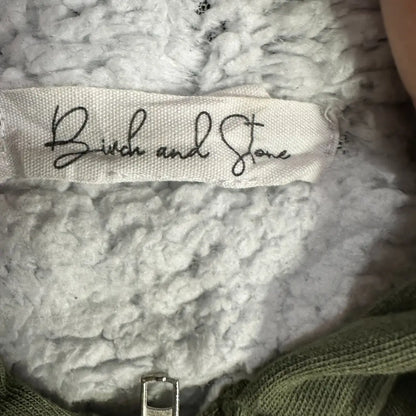 Birch and Stone